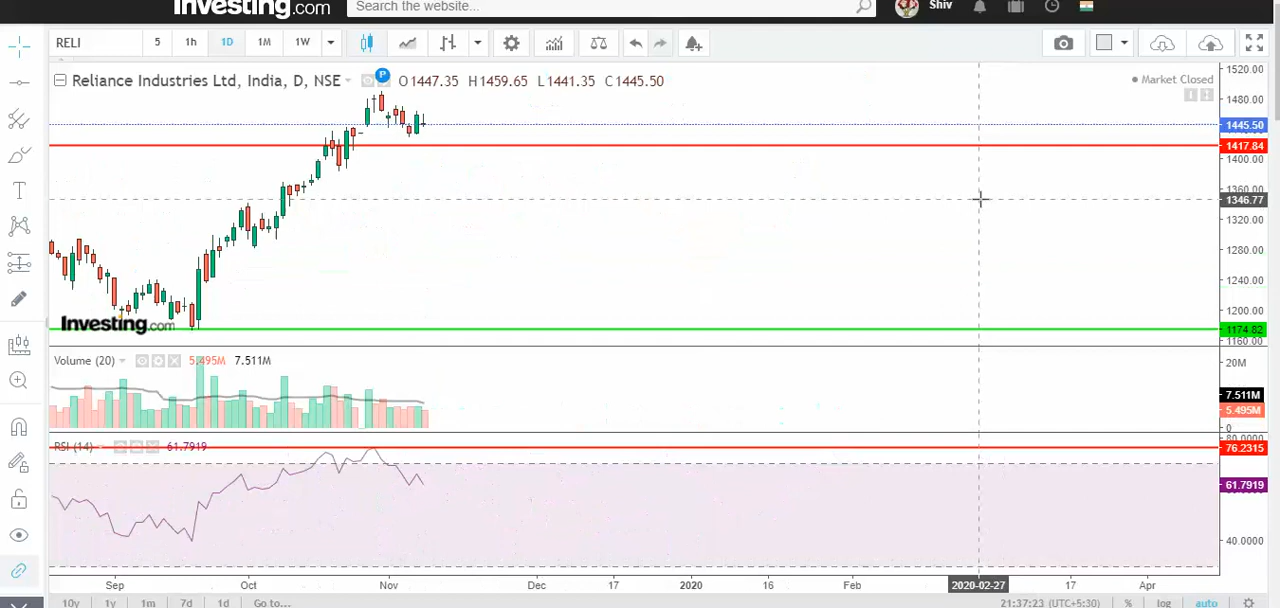 Investing.com
Search the website...
Shiv
RELI
5
1h
1D
1M
1W
Reliance Industries Ltd, India, D, NSE
P
O1447.35 H1459.65 L1441.35 C1445.50
Market Closed
1520.00
1480.00
1445.50
1417.84
1400.00
1360.00
1346.77
1320.00
1280.00
1240.00
1200.00
1174.82
1160.00
Investing.com
Volume (20)
5.495M 7.511M
20M
7.511M
5.495M
0
RSI (14)
61.7919
80.0000
76.2315
61.7919
40.0000
Sep Oct Nov Dec 17 2020 16 Feb 2020-02-27 17 Apr
10y 1y 1m 7d 1d Go to...
21:37:23 (UTC+5:30) % log auto